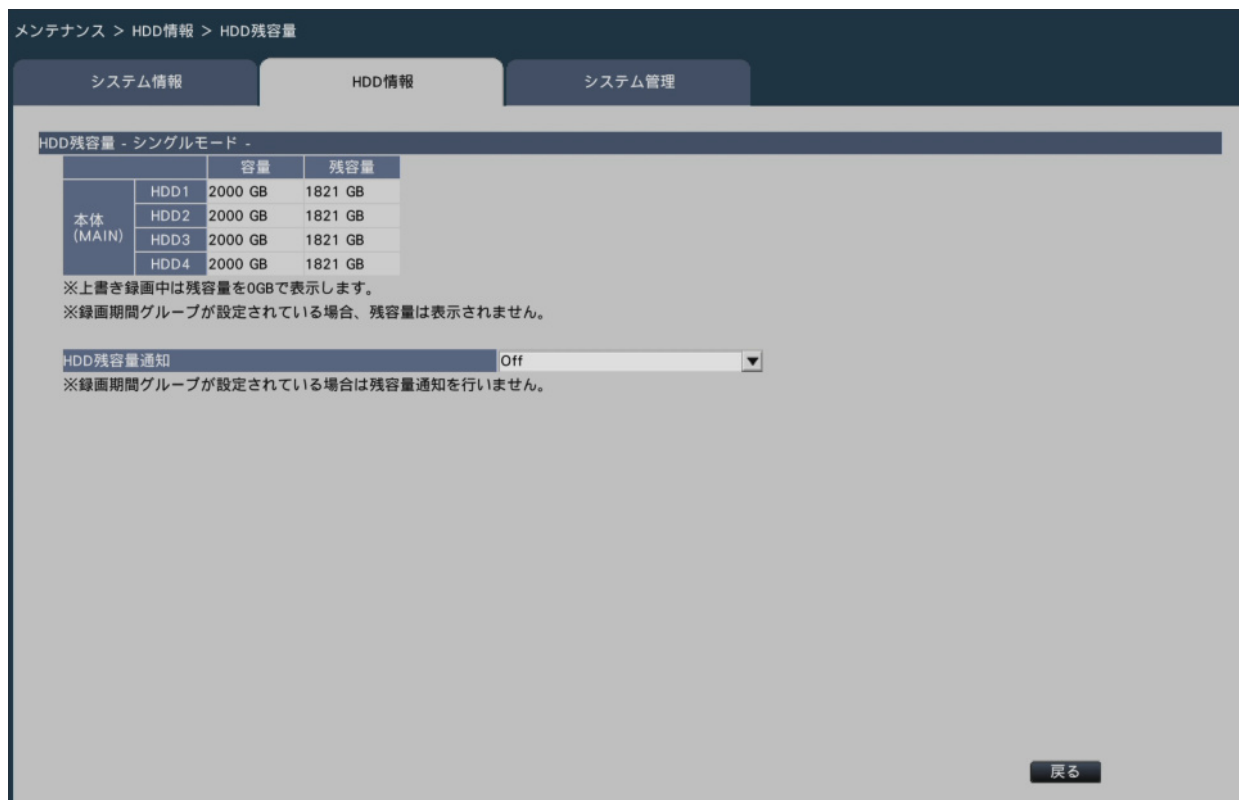 メンテナンス > HDD情報 > HDD残容量
システム情報 HDD情報 システム管理
HDD残容量 - シングルモード -
容量 残容量
本体
(MAIN)
HDD1 2000 GB 1821 GB
HDD2 2000 GB 1821 GB
HDD3 2000 GB 1821 GB
HDD4 2000 GB 1821 GB
※上書き録画中は残容量を0GBで表示します。
※録画期間グループが設定されている場合、残容量は表示されません。
HDD残容量通知 Off
※録画期間グループが設定されている場合は残容量通知を行いません。
戻る